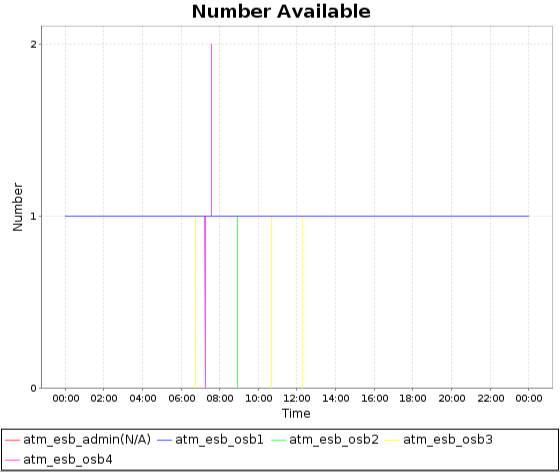 Number Available
2
1
0
Number
00:00 02:00 04:00 06:00 08:00 10:00 12:00 14:00 16:00 18:00 20:00 22:00 00:00
Time
atm_esb_admin(N/A) atm_esb_osb1 atm_esb_osb2 atm_esb_osb3
atm_esb_osb4